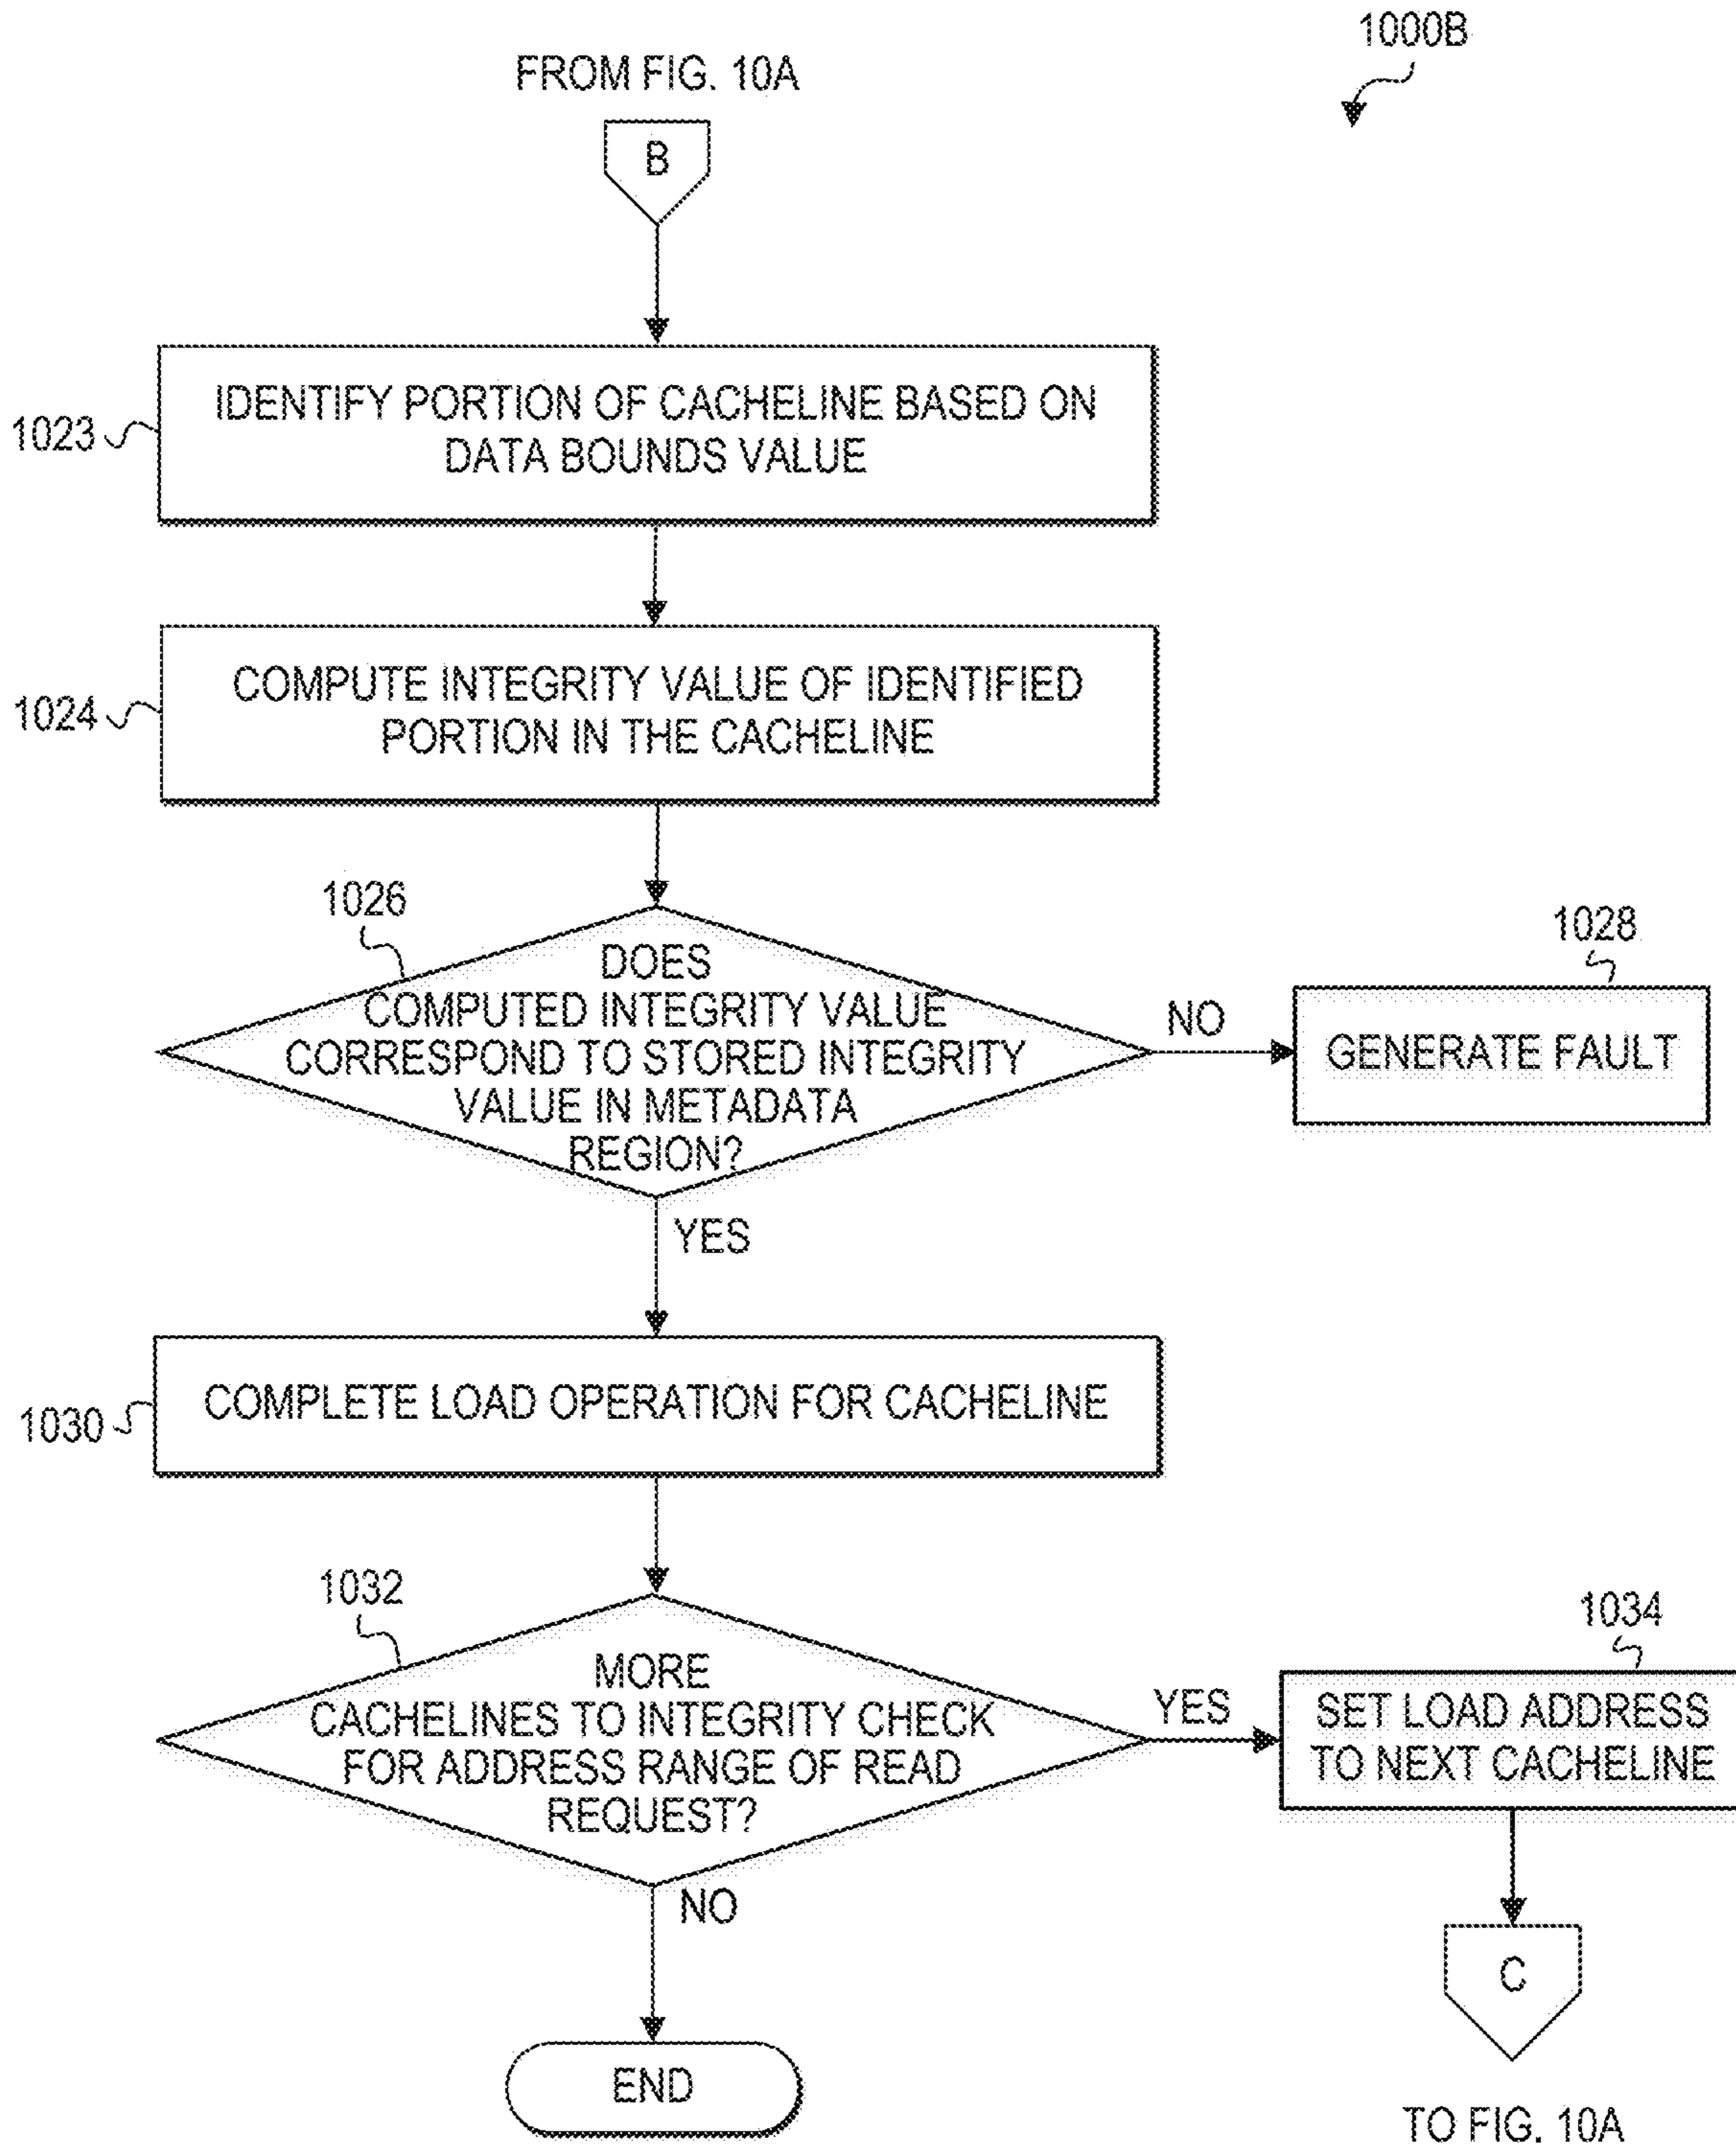 1000B
FROM FIG. 10A
B
1023
IDENTIFY PORTION OF CACHELINE BASED ON
DATA BOUNDS VALUE
1024
COMPUTE INTEGRITY VALUE OF IDENTIFIED
PORTION IN THE CACHELINE
1026
DOES
COMPUTED INTEGRITY VALUE
CORRESPOND TO STORED INTEGRITY
VALUE IN METADATA
REGION?
NO
1028
GENERATE FAULT
YES
1030
COMPLETE LOAD OPERATION FOR CACHELINE
1032
MORE
CACHELINES TO INTEGRITY CHECK
FOR ADDRESS RANGE OF READ
REQUEST?
YES
1034
SET LOAD ADDRESS
TO NEXT CACHELINE
NO
C
END
TO FIG. 10A